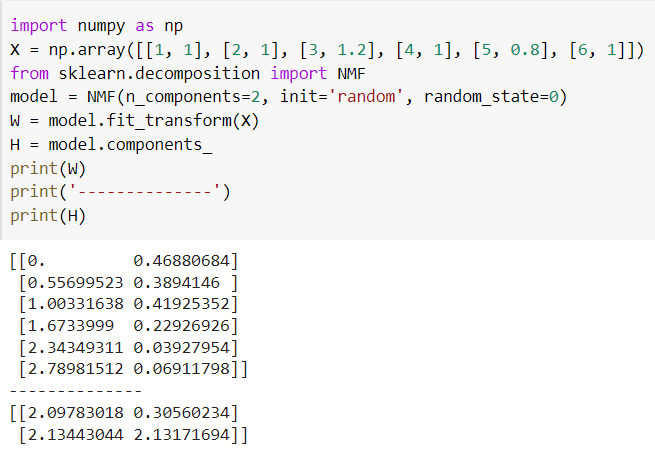 import numpy as np
X = np.array([[1, 1], [2, 1], [3, 1.2], [4, 1], [5, 0.8], [6, 1]])
from sklearn.decomposition import NMF
model = NMF(n_components=2, init='random', random_state=0)
W = model.fit_transform(X)
H = model.components_
print(W)
print('--------------')
print(H)
[[0.         0.46880684]
 [0.55699523 0.3894146 ]
 [1.00331638 0.41925352]
 [1.6733999  0.22926926]
 [2.34349311 0.03927954]
 [2.78981512 0.06911798]]
--------------
[[2.09783018 0.30560234]
 [2.13443044 2.13171694]]